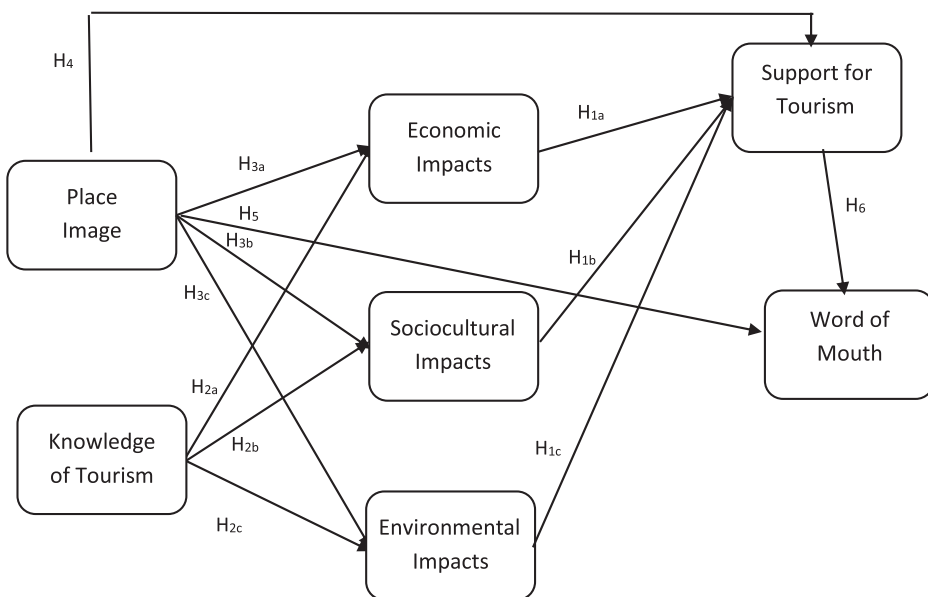 H4
Support for
Tourism
Economic
Impacts
H1a
H3a
Place
Image
H5
H3b
H6
H1b
H3c
Sociocultural
Impacts
Word of
Mouth
H2a
Knowledge
of Tourism
H2b
H1c
H2c
Environmental
Impacts